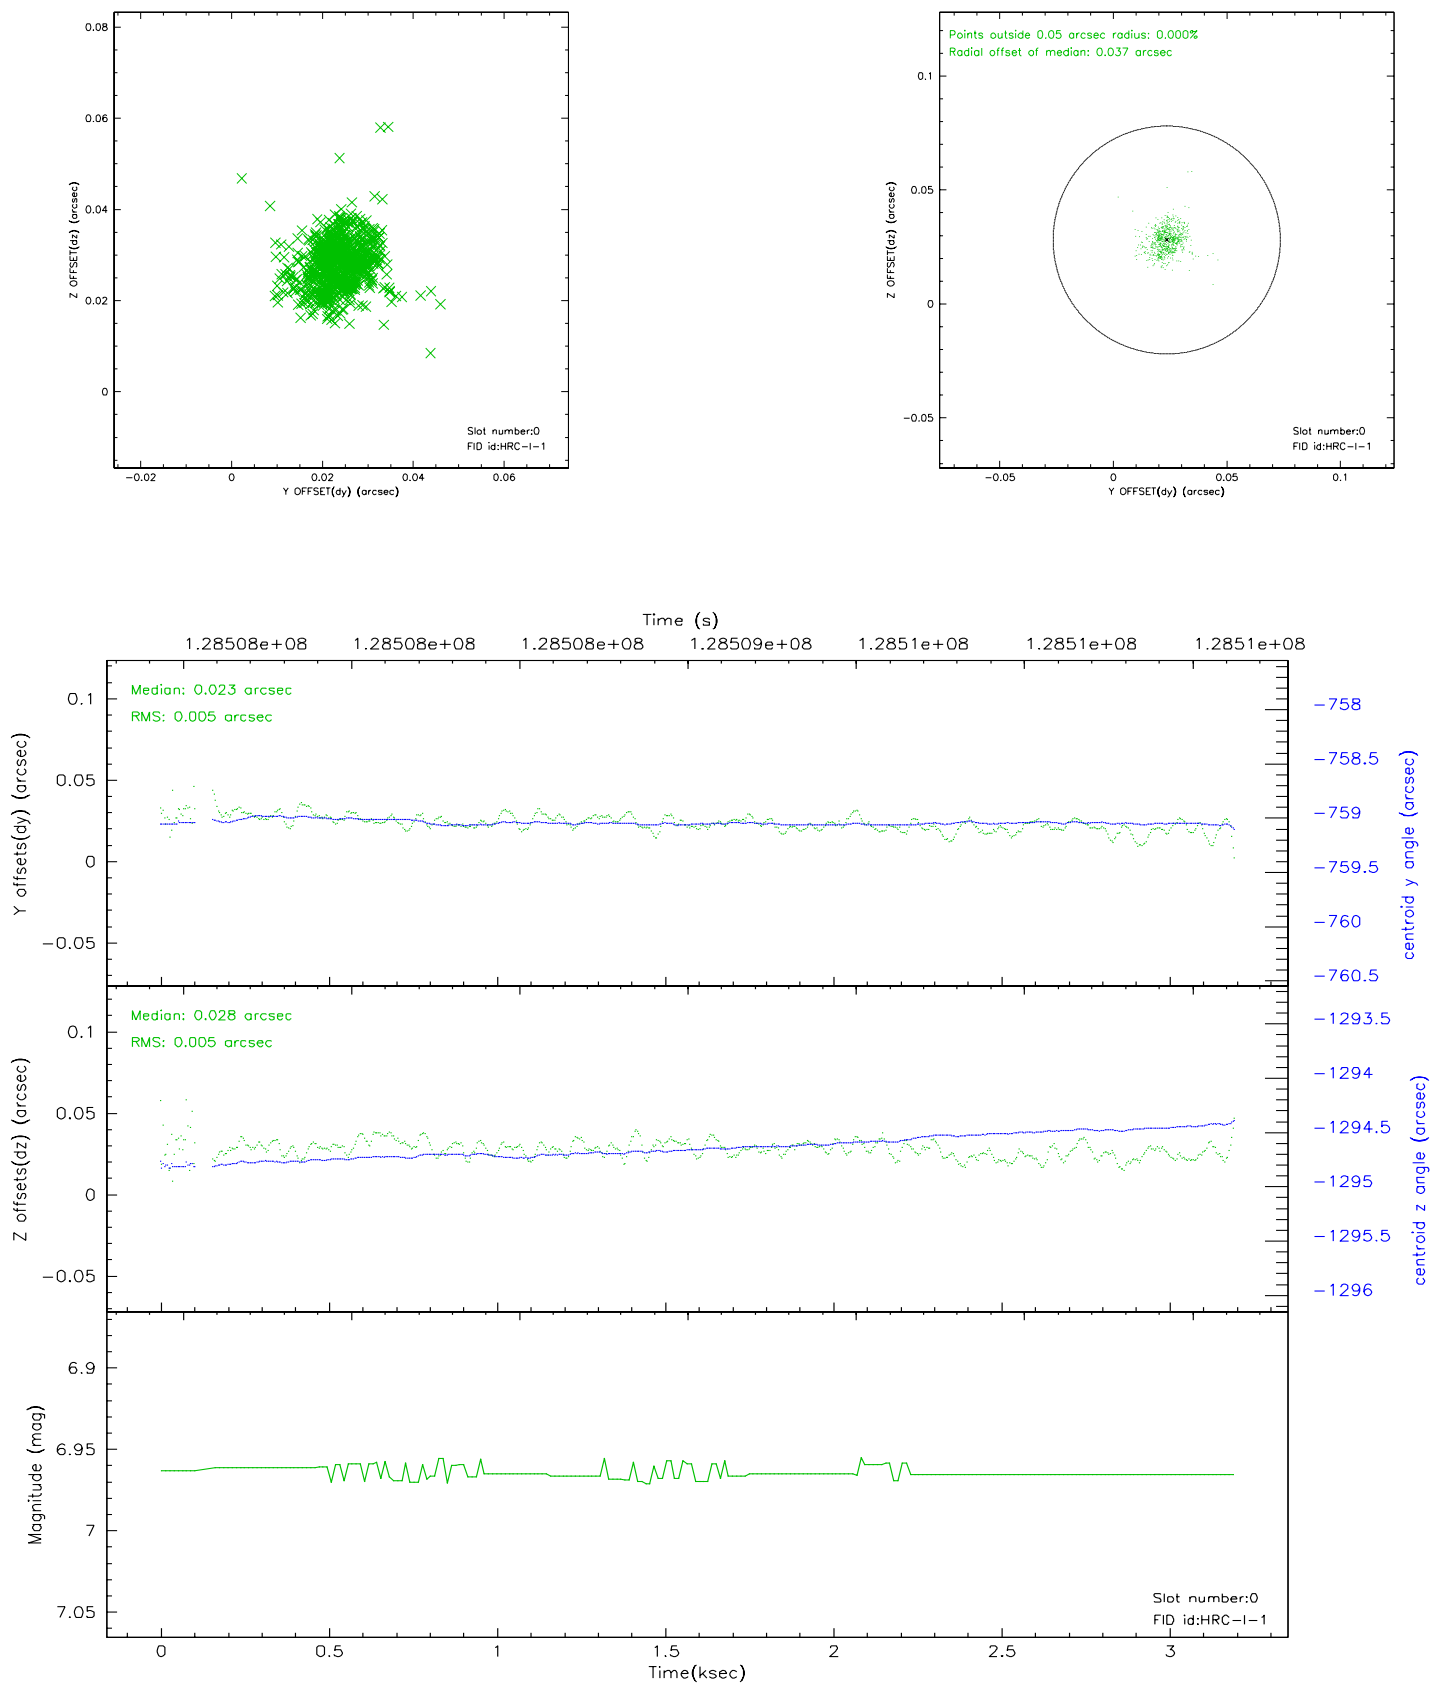 0.08
0.06
0.04
0.02
0
Z OFFSET(dz) (arcsec)
Slot number:0
FID id:HRC-I-1
-0.02 0 0.02 0.04 0.06
Y OFFSET(dy) (arcsec)
Points outside 0.05 arcsec radius: 0.000%
Radial offset of median: 0.037 arcsec
0.1
0.05
0
-0.05
Z OFFSET(dz) (arcsec)
Slot number:0
FID id:HRC-I-1
-0.05 0 0.05 0.1
Y OFFSET(dy) (arcsec)
Time (s)
1.28508e+08 1.28508e+08 1.28508e+08 1.28509e+08 1.2851e+08 1.2851e+08 1.2851e+08
Median: 0.023 arcsec
RMS: 0.005 arcsec
0.1
0.05
0
-0.05
Y offsets(dy) (arcsec)
-758
-758.5
-759
-759.5
-760
-760.5
centroid y angle (arcsec)
Median: 0.028 arcsec
RMS: 0.005 arcsec
0.1
0.05
0
-0.05
Z offsets(dz) (arcsec)
-1293.5
-1294
-1294.5
-1295
-1295.5
-1296
centroid z angle (arcsec)
6.9
6.95
7
7.05
Magnitude (mag)
Slot number:0
FID id:HRC-I-1
0 0.5 1 1.5 2 2.5 3
Time(ksec)